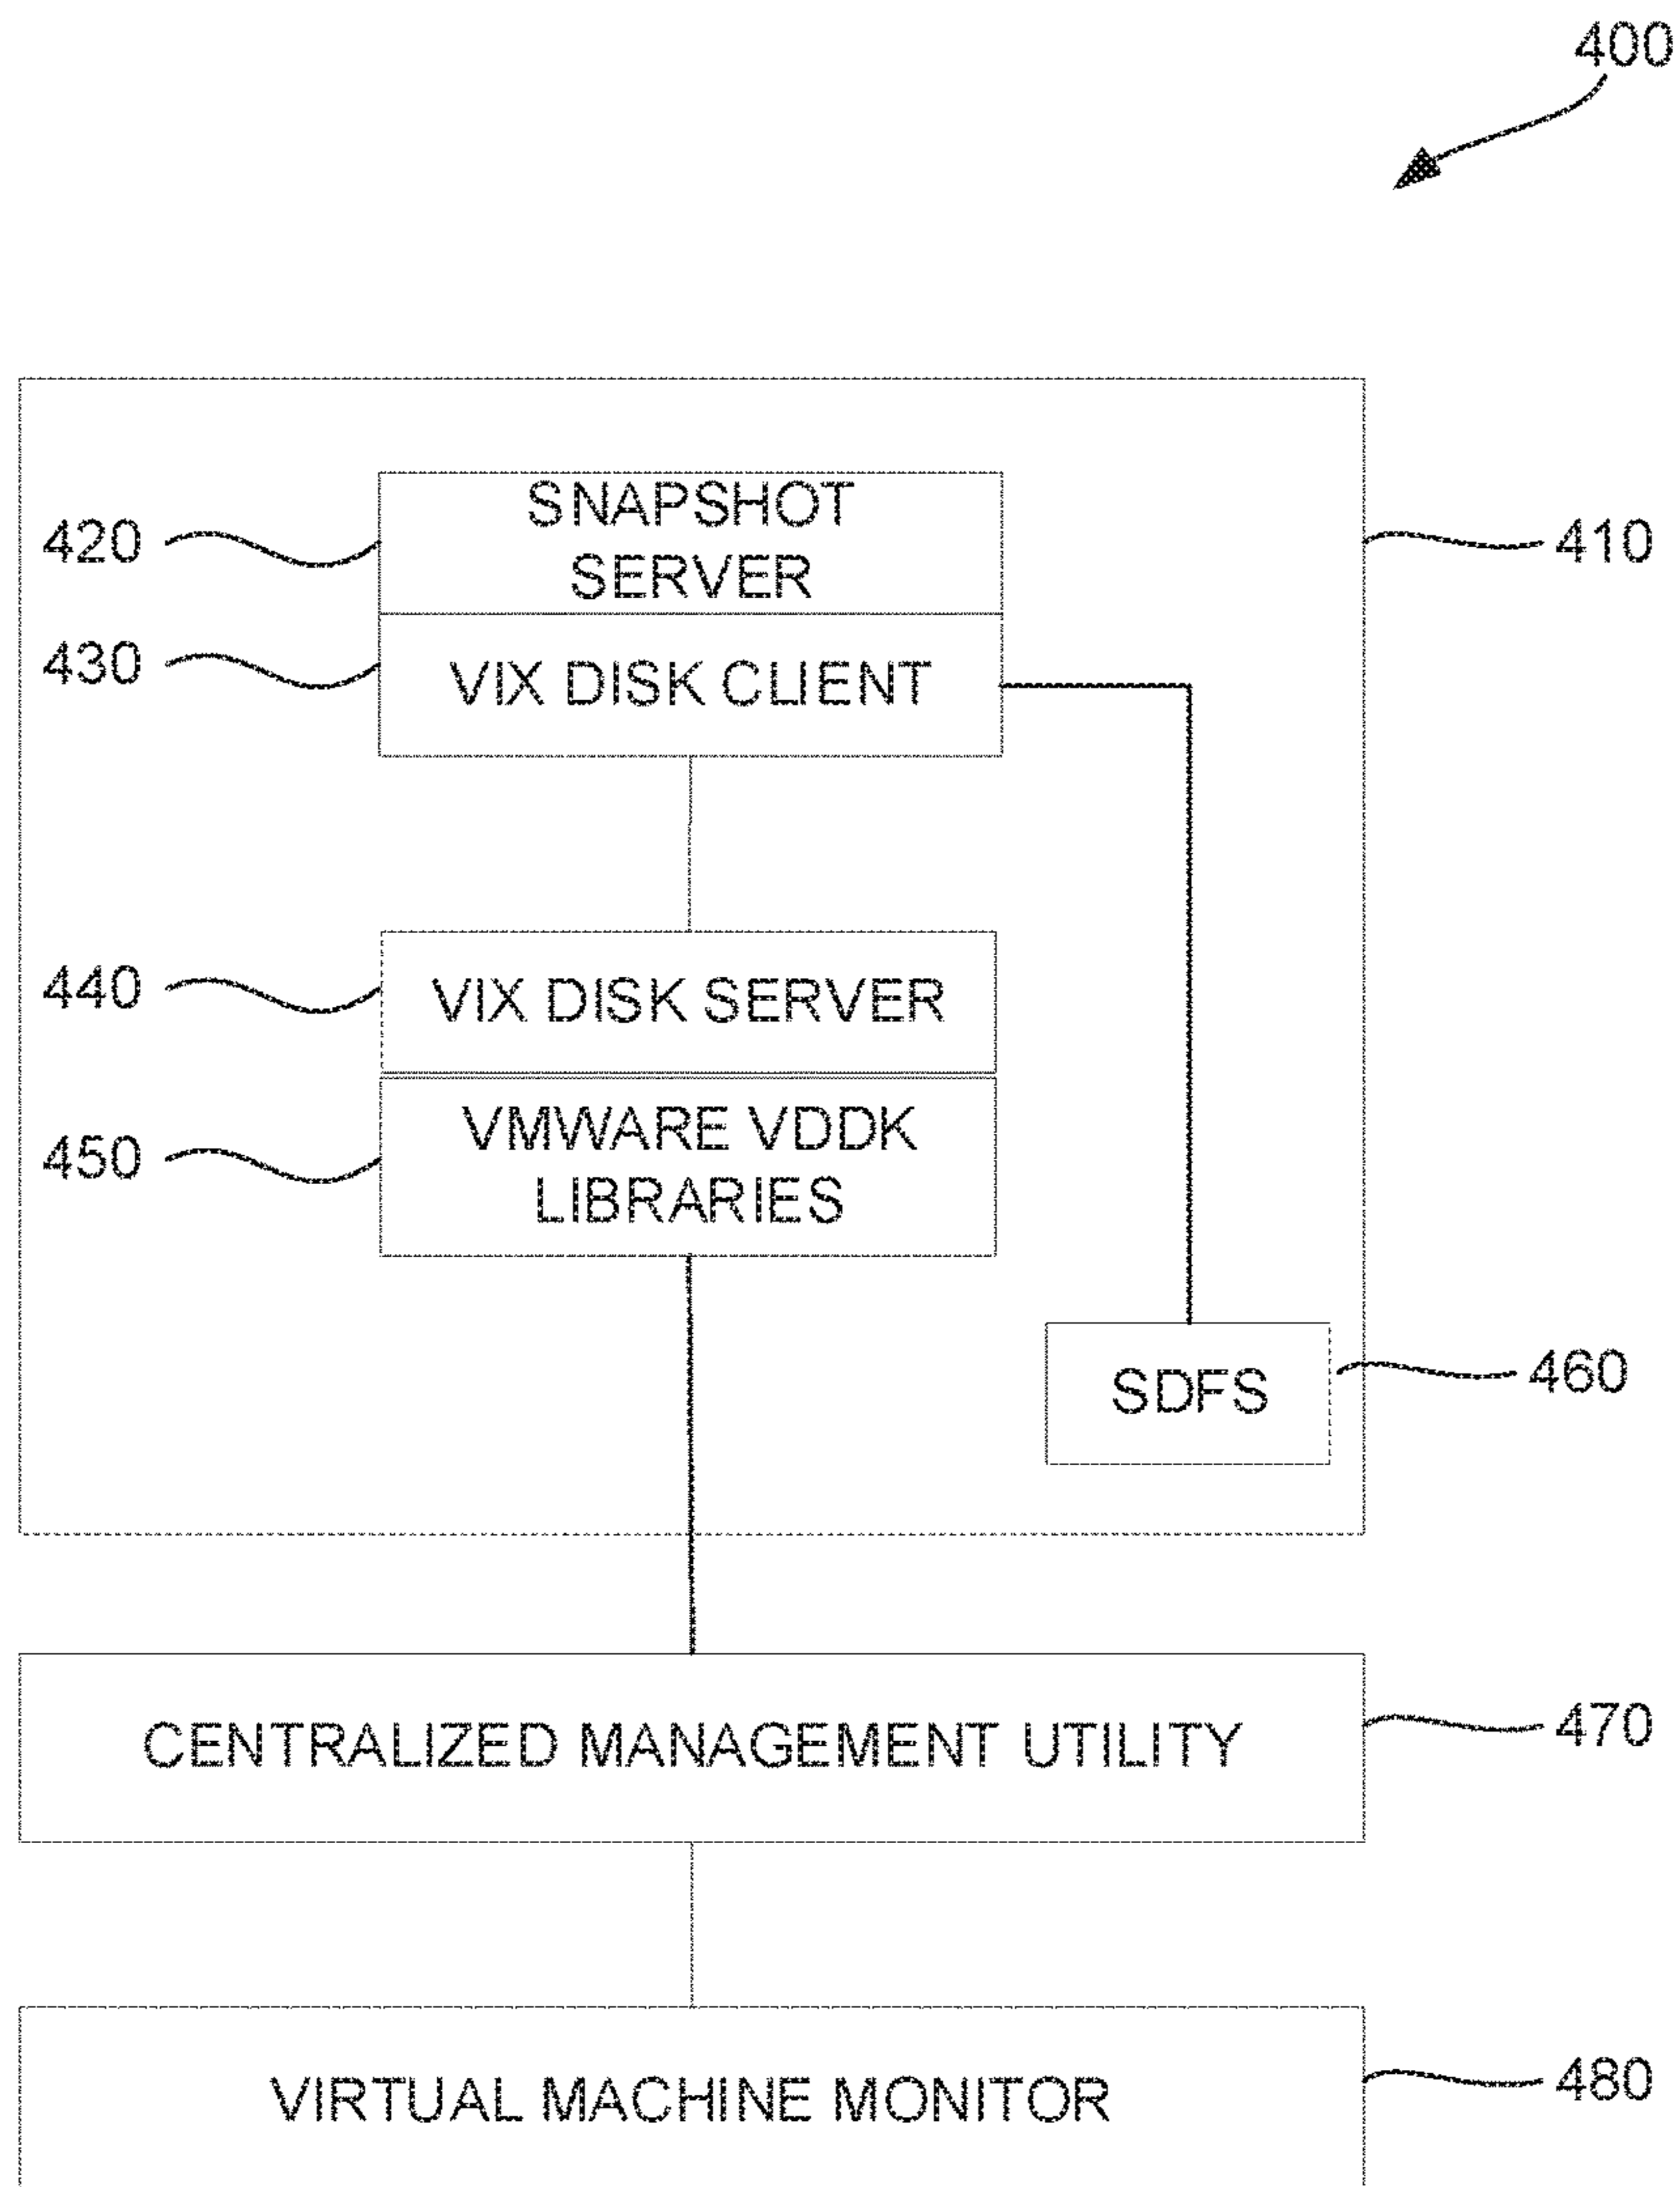 400
SNAPSHOT
SERVER
420
410
430
VIX DISK CLIENT
440
VIX DISK SERVER
450
VMWARE VDDK
LIBRARIES
SDFS
460
CENTRALIZED MANAGEMENT UTILITY
470
VIRTUAL MACHINE MONITOR
480